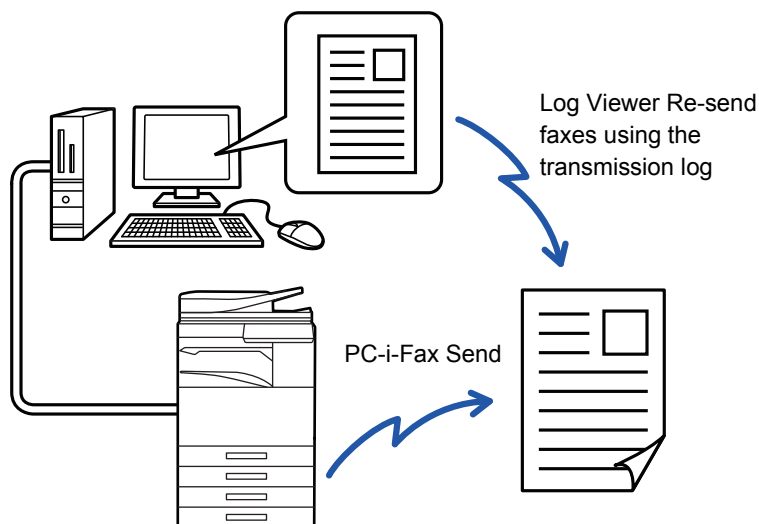 Log Viewer Re-send
faxes using the
transmission log
PC-i-Fax Send